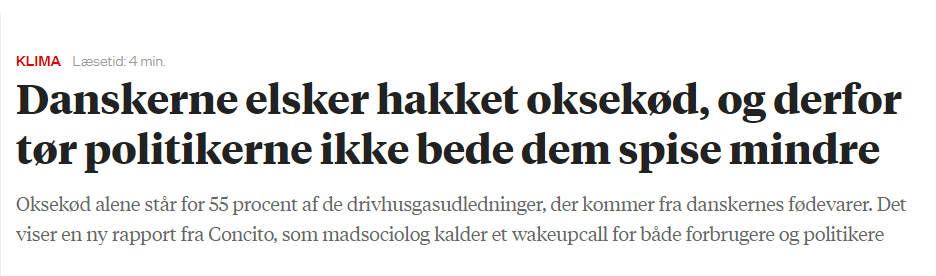 KLIMA Læsetid: 4 min.
Danskerne elsker hakket oksekød, og derfor
tør politikerne ikke bede dem spise mindre
Oksekød alene står for 55 procent af de drivhusgasudledninger, der kommer fra danskernes fødevarer. Det
viser en ny rapport fra Concito, som madsociolog kalder et wakeupcall for både forbrugere og politikere